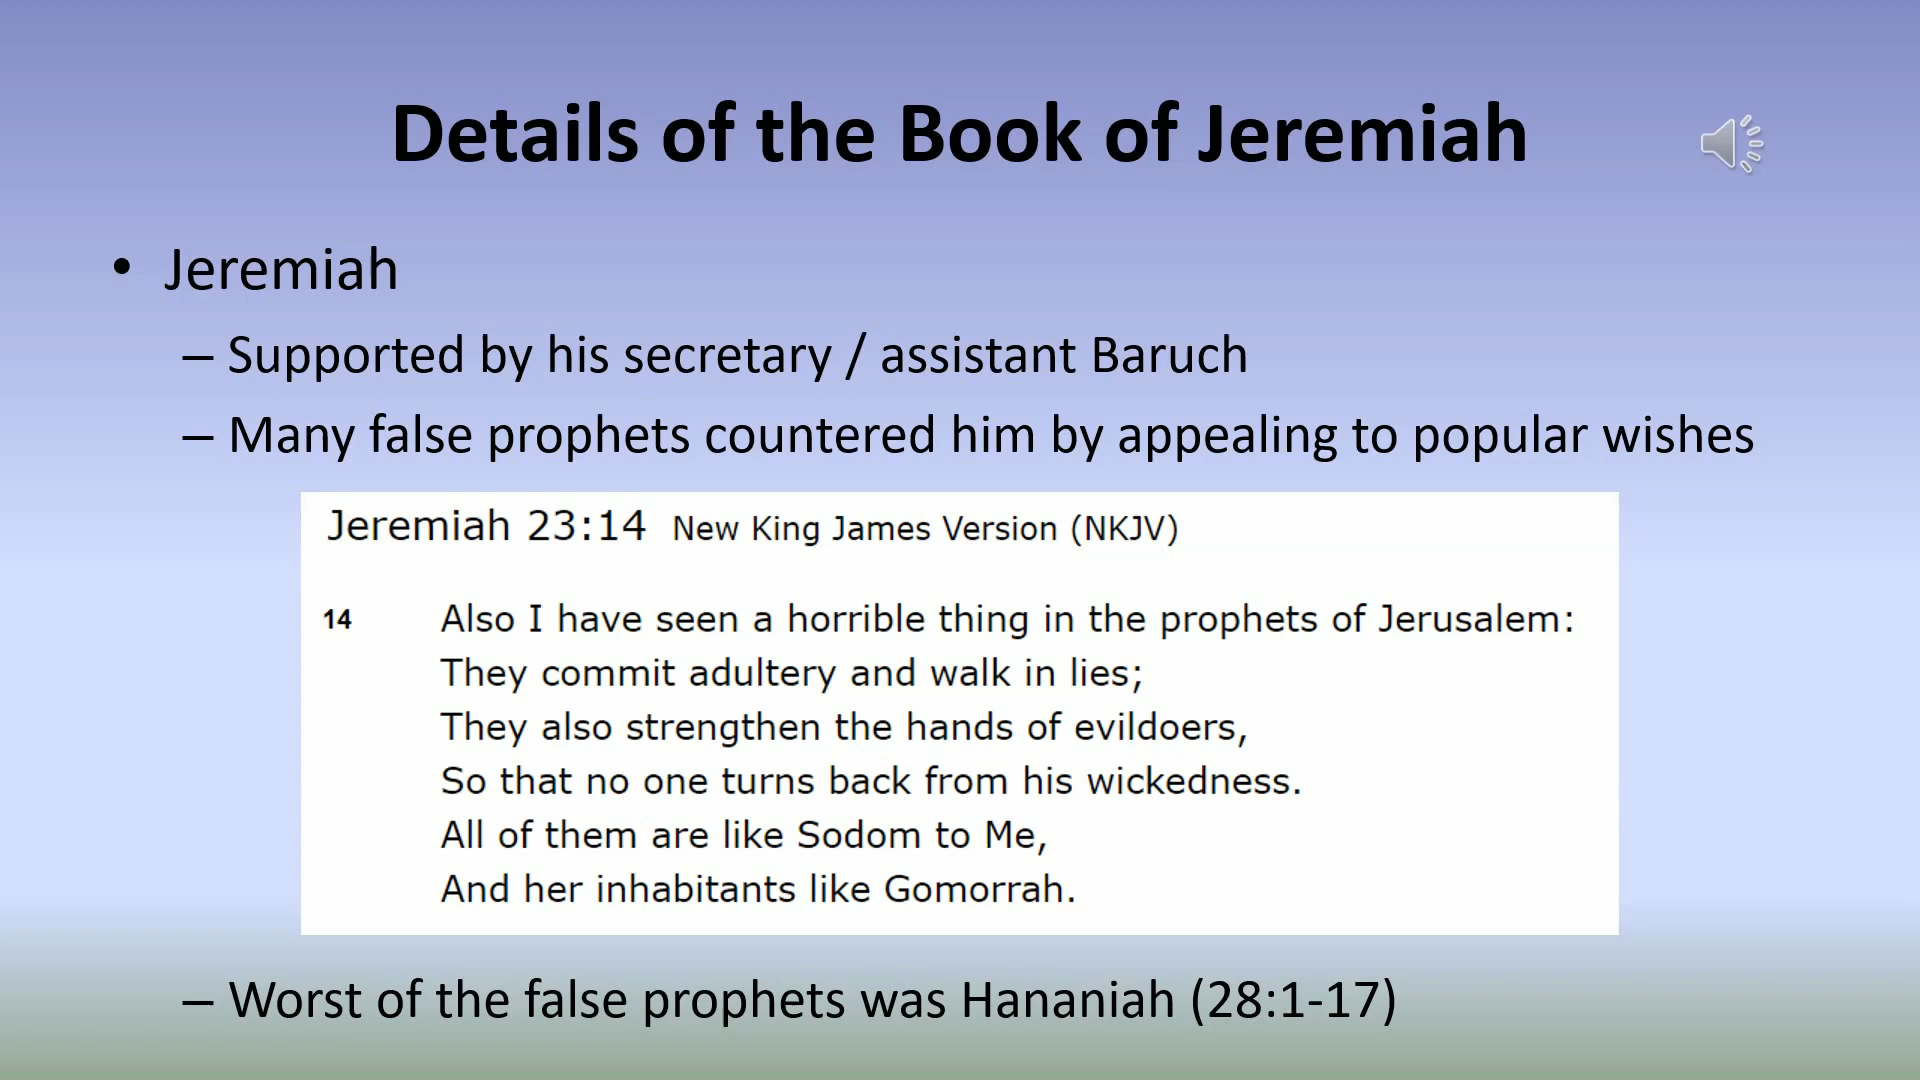 Details of the Book of Jeremiah
• Jeremiah
– Supported by his secretary / assistant Baruch
– Many false prophets countered him by appealing to popular wishes
Jeremiah 23:14 New King James Version (NKJV)
14 Also I have seen a horrible thing in the prophets of Jerusalem:
They commit adultery and walk in lies;
They also strengthen the hands of evildoers,
So that no one turns back from his wickedness.
All of them are like Sodom to Me,
And her inhabitants like Gomorrah.
– Worst of the false prophets was Hananiah (28:1-17)